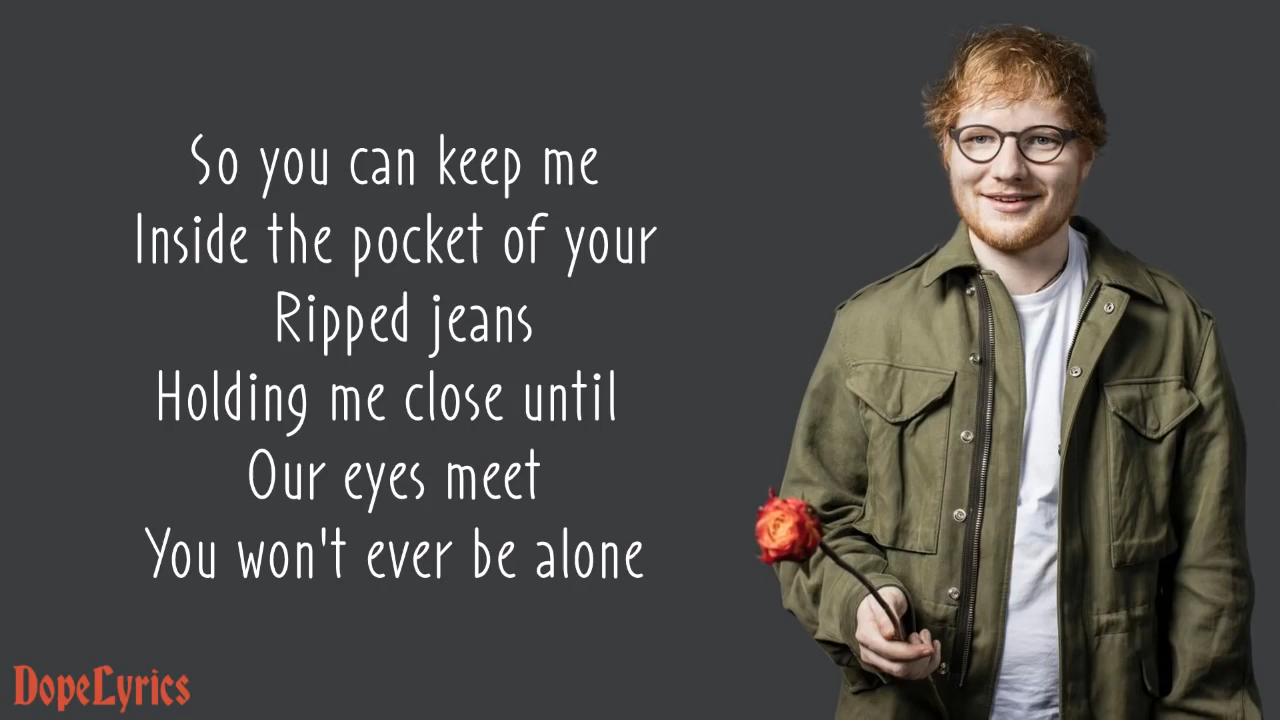 So you can keep me
Inside the pocket of your
Ripped jeans
Holding me close until
Our eyes meet
You won't ever be alone
DopeLyrics